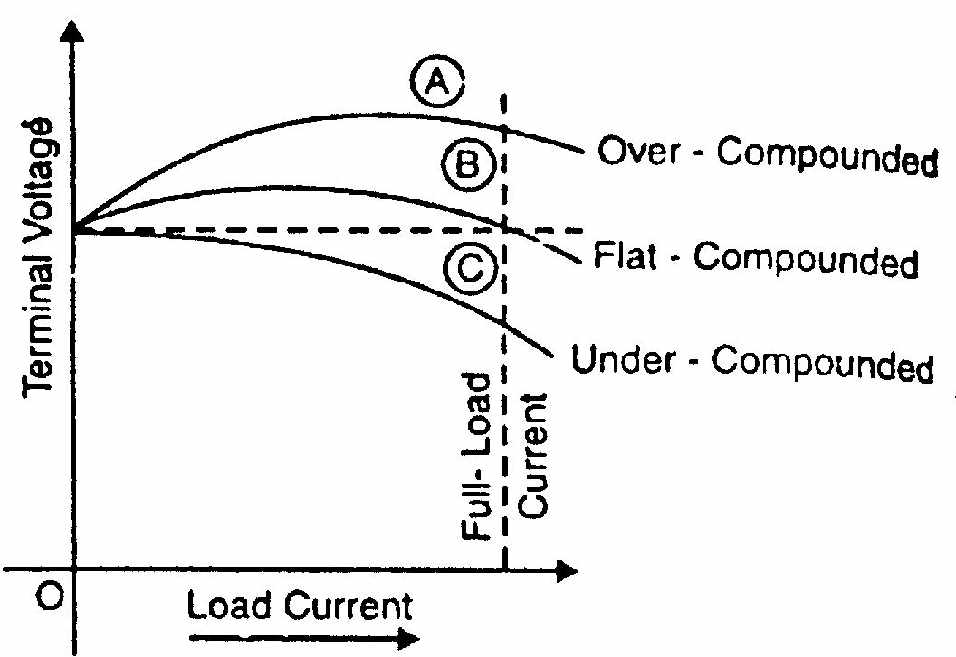 A
Over - Compounded
B
Flat - Compounded
C
Under - Compounded
Terminal Voltage
Full- Load
Current
O
Load Current